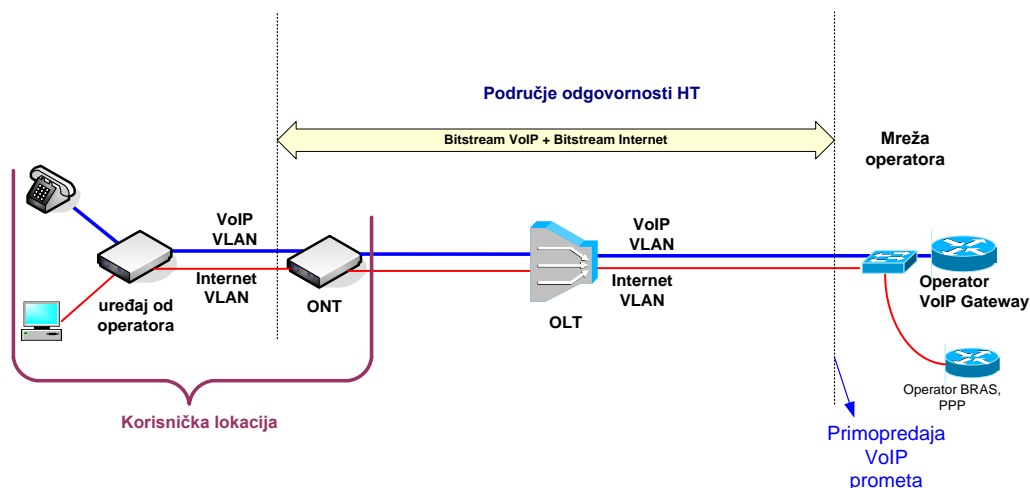 Područje odgovornosti HT
Bitstream VoIP + Bitstream Internet
Mreža
operatora
VoIP
VLAN
Internet
VLAN
uređaj od
operatora
ONT
OLT
VoIP
VLAN
Internet
VLAN
Operator
VoIP Gateway
Operator BRAS,
PPP
Korisnička lokacija
Primopredaja
VoIP
prometa